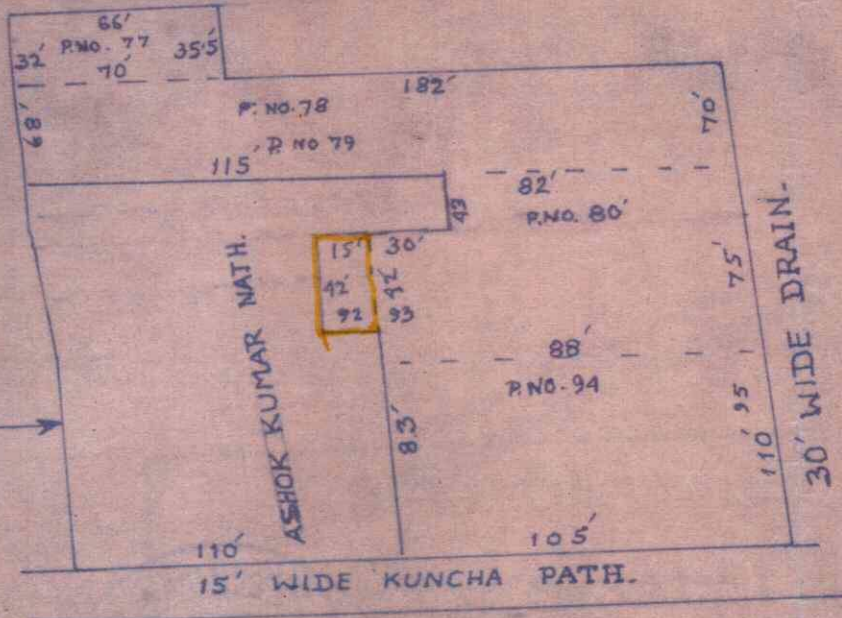 66'
P.NO. 77
32' 35'5
70'
182'
68'
P. NO. 78
P. NO 79
115'
70'
82'
43
P.NO. 80'
15' 30'
42' 42'
92 93
75'
ASHOK KUMAR NATH.
88'
P.NO-94
83'
95
110'
30' WIDE DRAIN.
110'
105'
15' WIDE KUNCHA PATH.